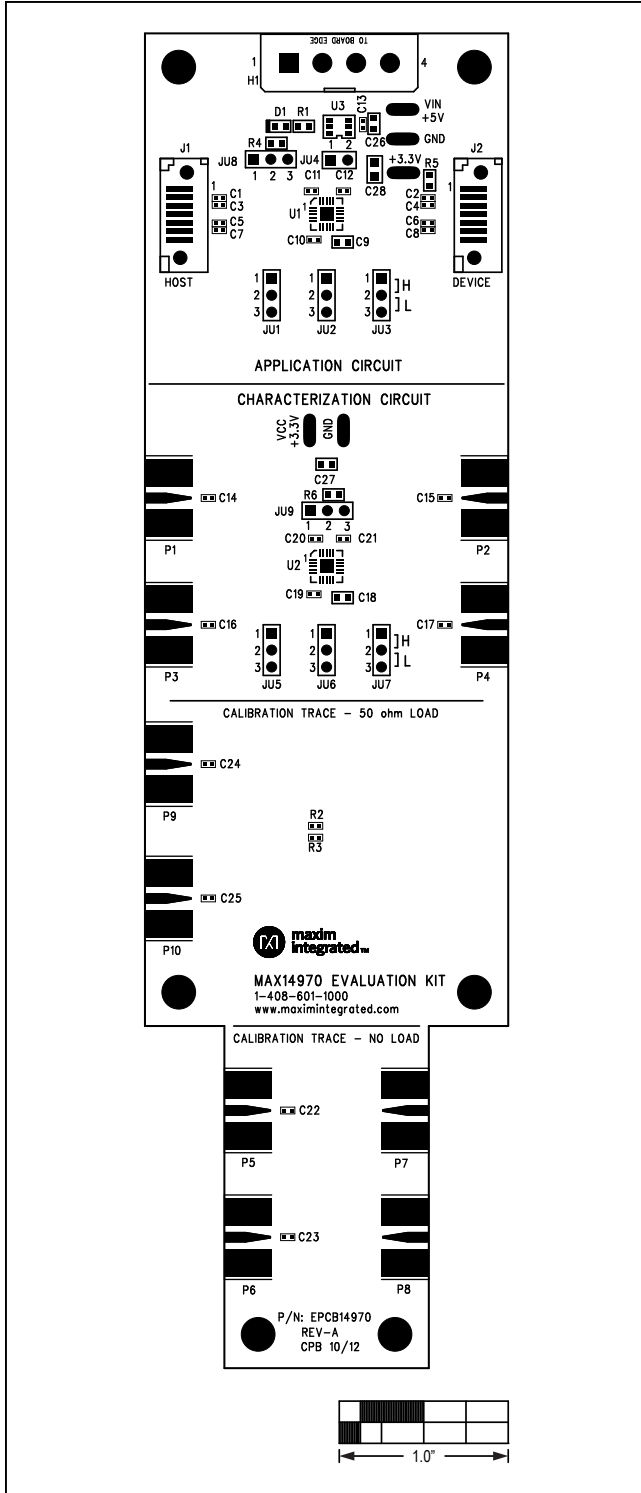 TO BOARD EDGE
1 4
H1
D1 R1 U3 C13 VIN
+5V
C26 GND
J1 J2
R4 1 2 +3.3V R5
JU8 JU4
1 2 3 C11 C12 C28
1 1
C1 C2
C3 C4
C5 C6
C7 C8
U1 1
C10 C9
HOST DEVICE
1 1 1 H
2 2 2
3 3 3 L
JU1 JU2 JU3
APPLICATION CIRCUIT
CHARACTERIZATION CIRCUIT
VCC
+3.3V
GND
C27
C14 C15
R6
JU9
1 2 3
C20 C21
P1 P2
U2 1
C19 C18
C16 C17
1 1 1 H
2 2 2
3 3 3 L
P3 P4
JU5 JU6 JU7
CALIBRATION TRACE - 50 ohm LOAD
C24
P9
R2
R3
C25
P10
maxim
integrated™
MAX14970 EVALUATION KIT
1-408-601-1000
www.maximintegrated.com
CALIBRATION TRACE - NO LOAD
C22
P5 P7
C23
P6 P8
P/N: EPCB14970
REV-A
CPB 10/12
1.0"